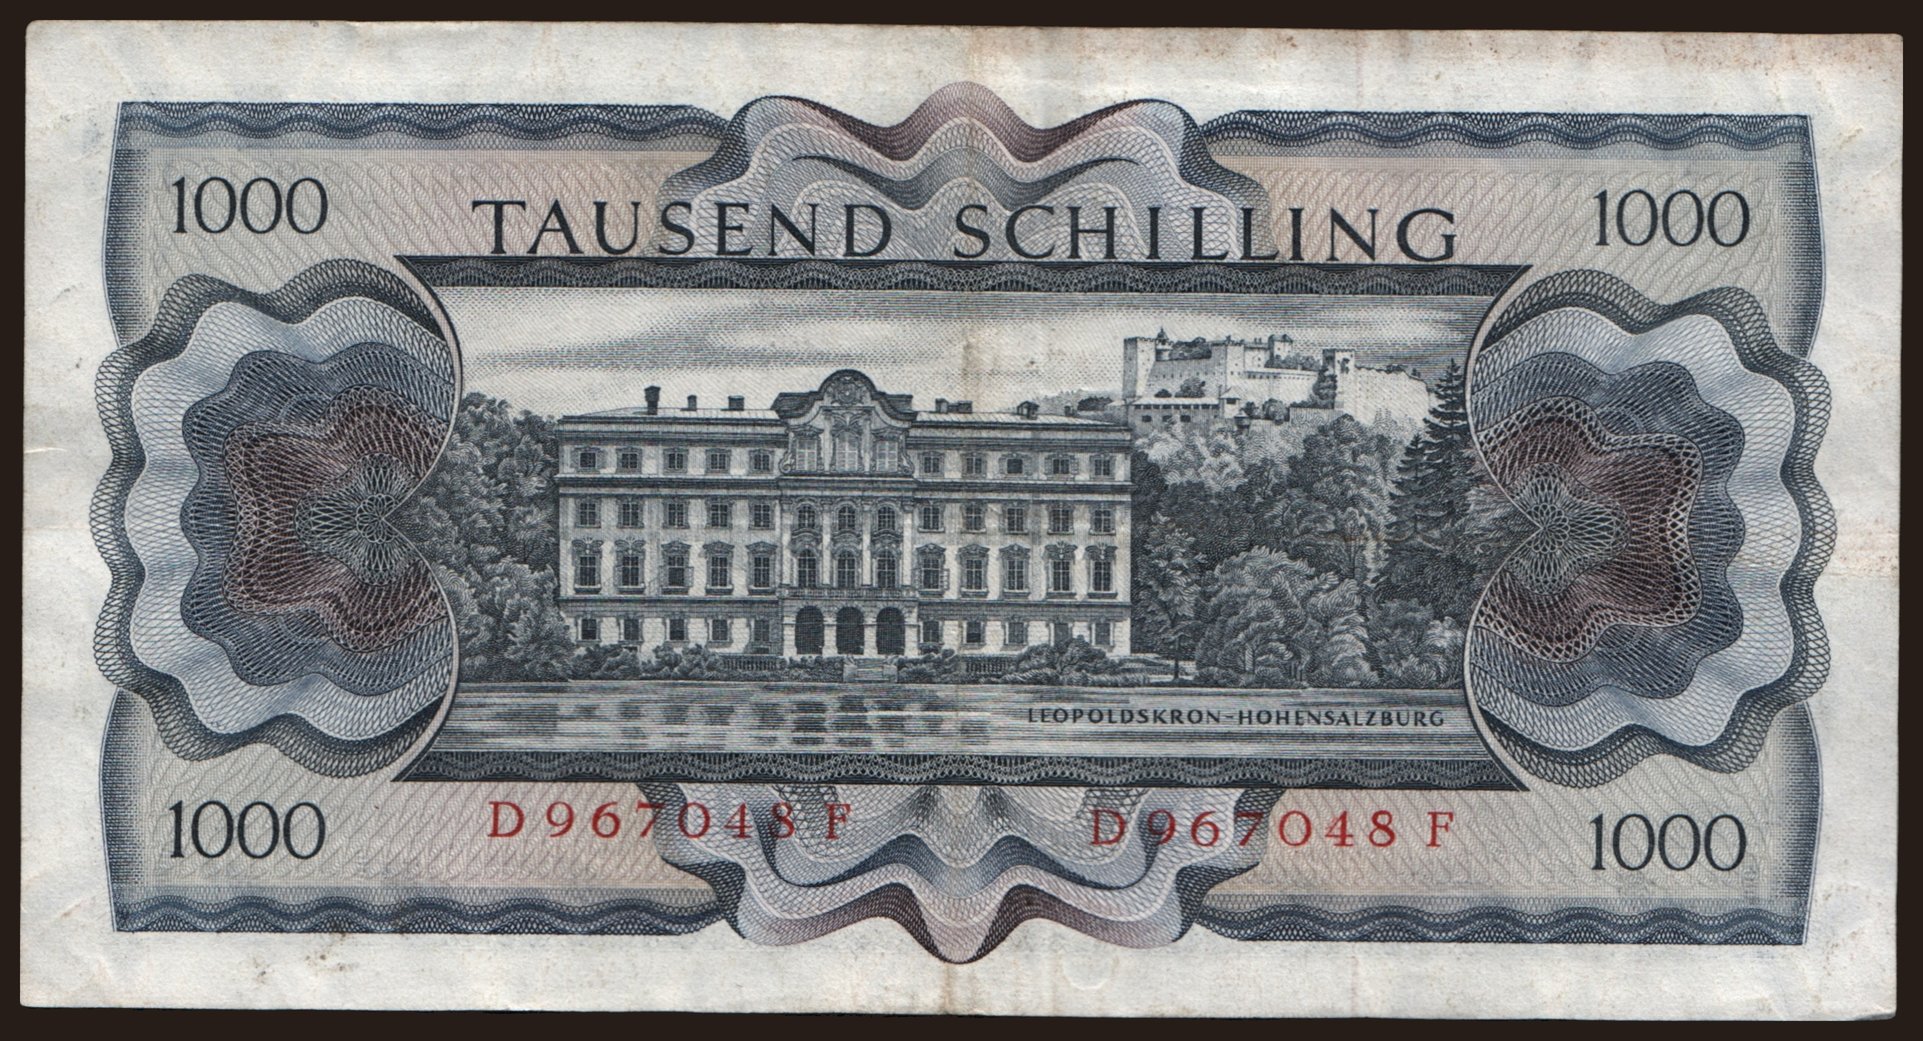 1000 TAUSEND SCHILLING 1000
LEOPOLDSKRON-HOHENSALZBURG
D967048F D967048F
1000 1000